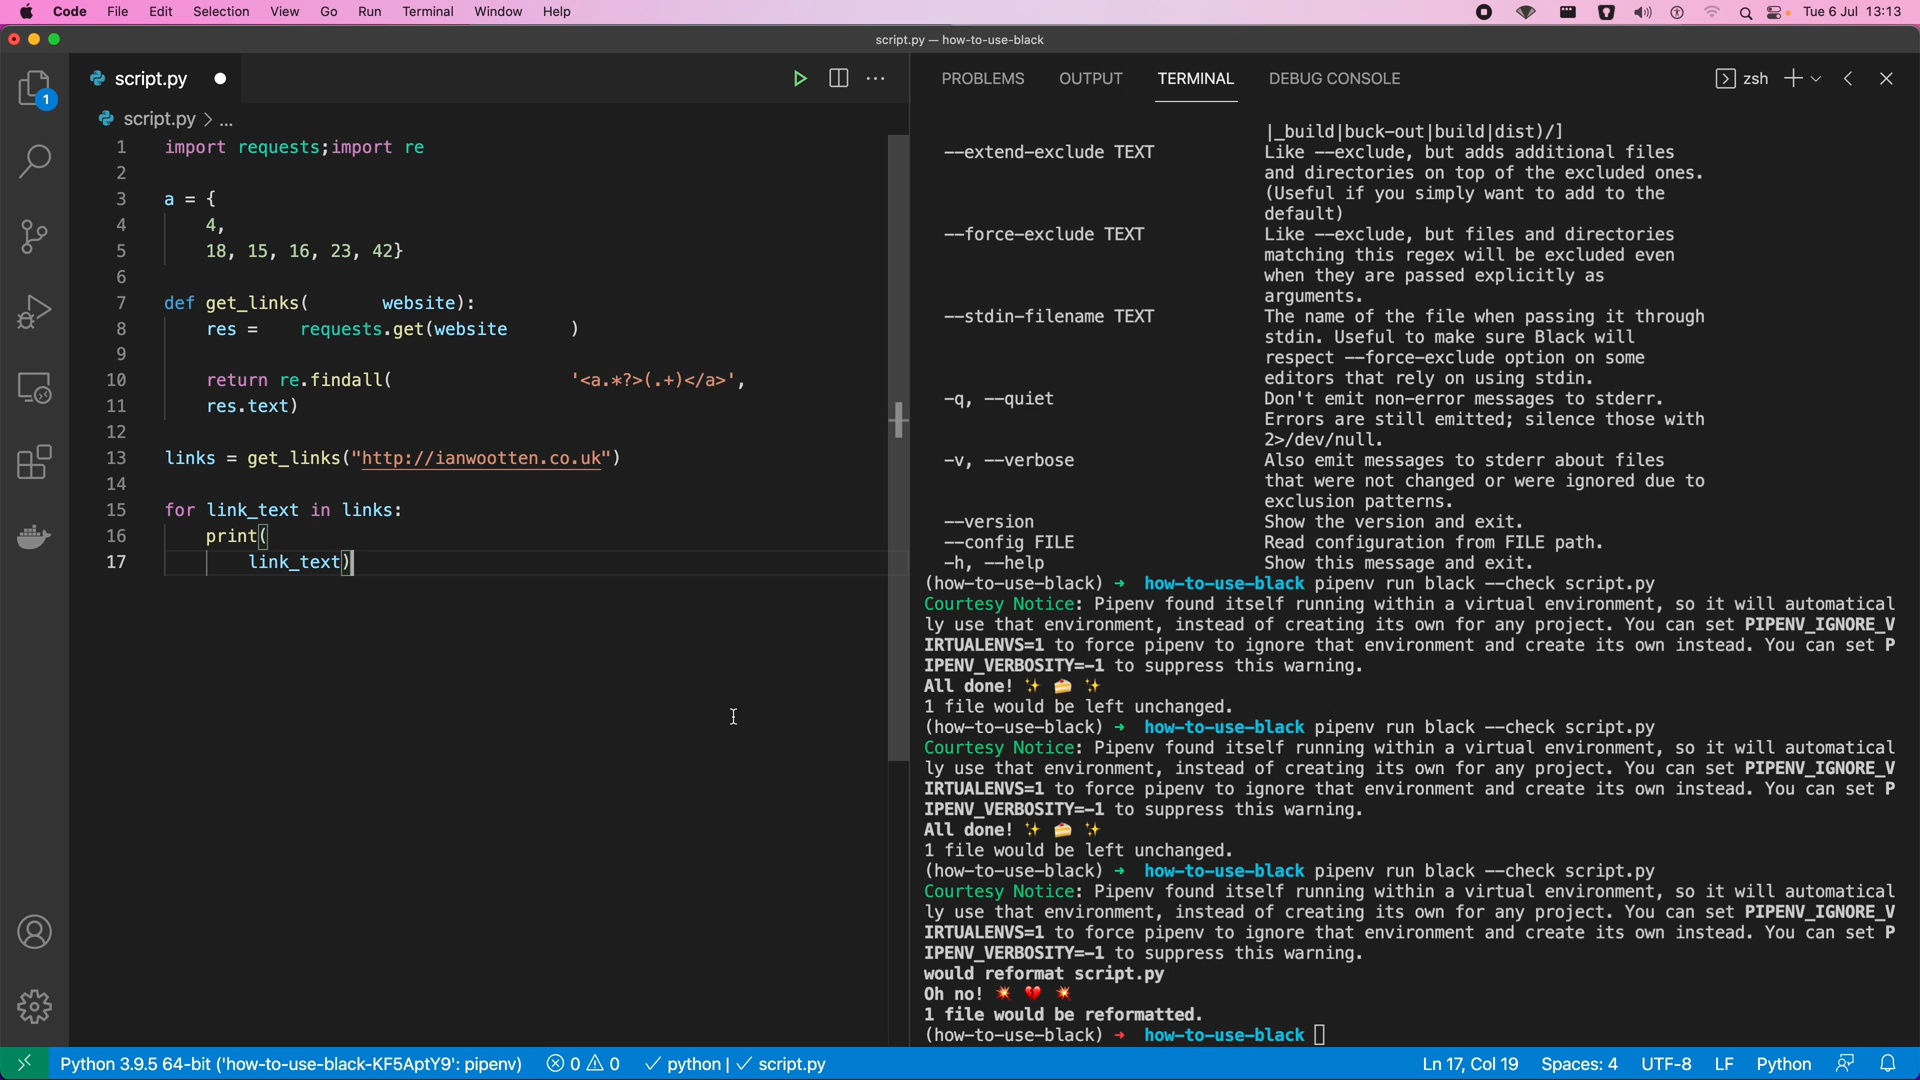 Code File Edit Selection View Go Run Terminal Window Help Tue 6 Jul 13:13
script.py — how-to-use-black
script.py
PROBLEMS OUTPUT TERMINAL DEBUG CONSOLE zsh
1
script.py > ...
1 import requests;import re
2
3 a = {
4 4,
5 18, 15, 16, 23, 42}
6
7 def get_links(       website):
8 res =    requests.get(website      )
9
10 return re.findall(                 '<a.*?>(.+)</a>',
11 res.text)
12
13 links = get_links("http://ianwootten.co.uk")
14
15 for link_text in links:
16 print(
17 link_text)
|_build|buck-out|build|dist)/]
--extend-exclude TEXT Like --exclude, but adds additional files
and directories on top of the excluded ones.
(Useful if you simply want to add to the
default)
--force-exclude TEXT Like --exclude, but files and directories
matching this regex will be excluded even
when they are passed explicitly as
arguments.
--stdin-filename TEXT The name of the file when passing it through
stdin. Useful to make sure Black will
respect --force-exclude option on some
editors that rely on using stdin.
-q, --quiet Don't emit non-error messages to stderr.
Errors are still emitted; silence those with
2>/dev/null.
-v, --verbose Also emit messages to stderr about files
that were not changed or were ignored due to
exclusion patterns.
--version Show the version and exit.
--config FILE Read configuration from FILE path.
-h, --help Show this message and exit.
(how-to-use-black) → how-to-use-black pipenv run black --check script.py
Courtesy Notice: Pipenv found itself running within a virtual environment, so it will automatical
ly use that environment, instead of creating its own for any project. You can set PIPENV_IGNORE_V
IRTUALENVS=1 to force pipenv to ignore that environment and create its own instead. You can set P
IPENV_VERBOSITY=-1 to suppress this warning.
All done! ✨ 🍰 ✨
1 file would be left unchanged.
(how-to-use-black) → how-to-use-black pipenv run black --check script.py
Courtesy Notice: Pipenv found itself running within a virtual environment, so it will automatical
ly use that environment, instead of creating its own for any project. You can set PIPENV_IGNORE_V
IRTUALENVS=1 to force pipenv to ignore that environment and create its own instead. You can set P
IPENV_VERBOSITY=-1 to suppress this warning.
All done! ✨ 🍰 ✨
1 file would be left unchanged.
(how-to-use-black) → how-to-use-black pipenv run black --check script.py
Courtesy Notice: Pipenv found itself running within a virtual environment, so it will automatical
ly use that environment, instead of creating its own for any project. You can set PIPENV_IGNORE_V
IRTUALENVS=1 to force pipenv to ignore that environment and create its own instead. You can set P
IPENV_VERBOSITY=-1 to suppress this warning.
would reformat script.py
Oh no! 💥 💔 💥
1 file would be reformatted.
(how-to-use-black) → how-to-use-black
Python 3.9.5 64-bit ('how-to-use-black-KF5AptY9': pipenv) 0 0 ✓ python | ✓ script.py Ln 17, Col 19 Spaces: 4 UTF-8 LF Python